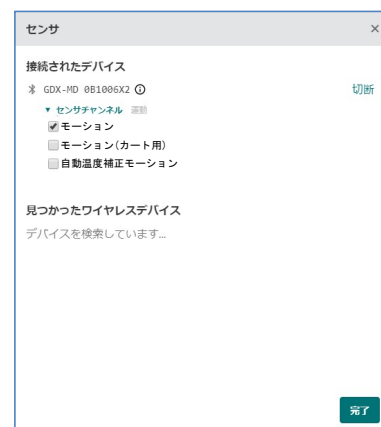 センサ ×
接続されたデバイス
GDX-MD 0B1006X2 切断
▼ センサチャンネル 運動
モーション
モーション(カート用)
自動温度補正モーション
見つかったワイヤレスデバイス
デバイスを検索しています...
完了